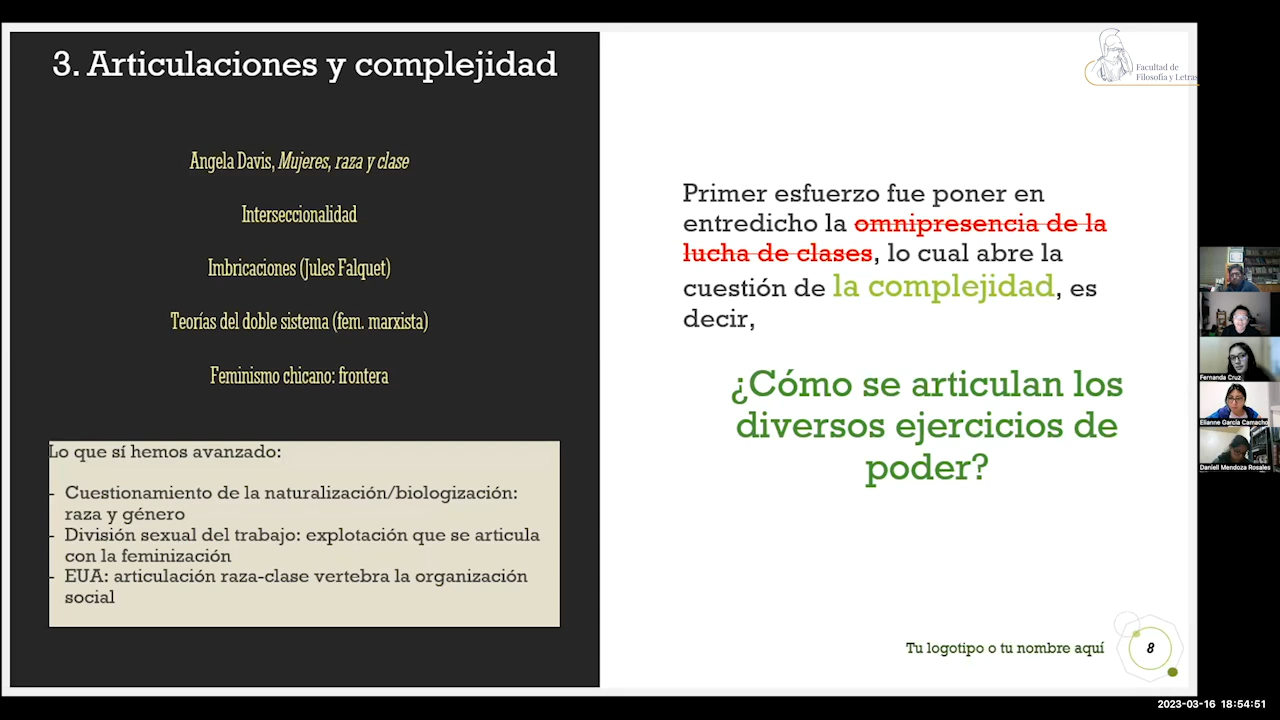 3. Articulaciones y complejidad
Angela Davis, Mujeres, raza y clase
Interseccionalidad
Imbricaciones (Jules Falquet)
Teorías del doble sistema (fem. marxista)
Feminismo chicano: frontera
Lo que sí hemos avanzado:
- Cuestionamiento de la naturalización/biologización:
raza y género
- División sexual del trabajo: explotación que se articula
con la feminización
- EUA: articulación raza-clase vertebra la organización
social
Facultad de
Filosofía y Letras
Primer esfuerzo fue poner en
entredicho la omnipresencia de la
lucha de clases, lo cual abre la
cuestión de la complejidad, es
decir,
¿Cómo se articulan los
diversos ejercicios de
poder?
Tu logotipo o tu nombre aquí
8
Fernanda Cruz
Elianne García Camacho
Daniell Mendoza Rosales
2023-03-16 18:54:51